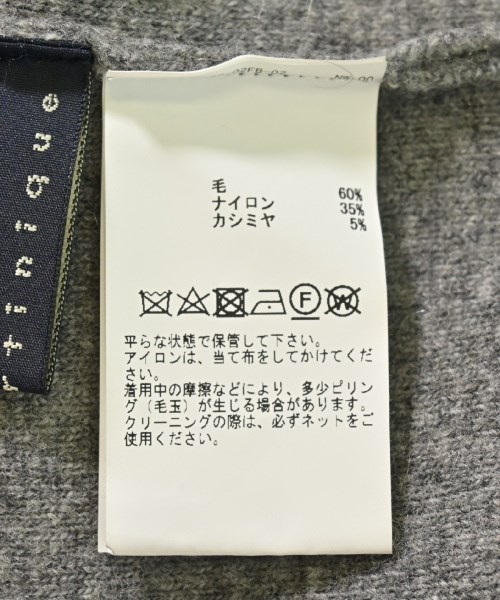 enbiuit
毛 60%
ナイロン 35%
カシミヤ 5%
F
W
平らな状態で保管して下さい。
アイロンは、当て布をしてかけてくだ
さい。
着用中の摩擦などにより、多少ピリン
グ（毛玉）が生じる場合があります。
クリーニングの際は、必ずネットをご
使用ください。